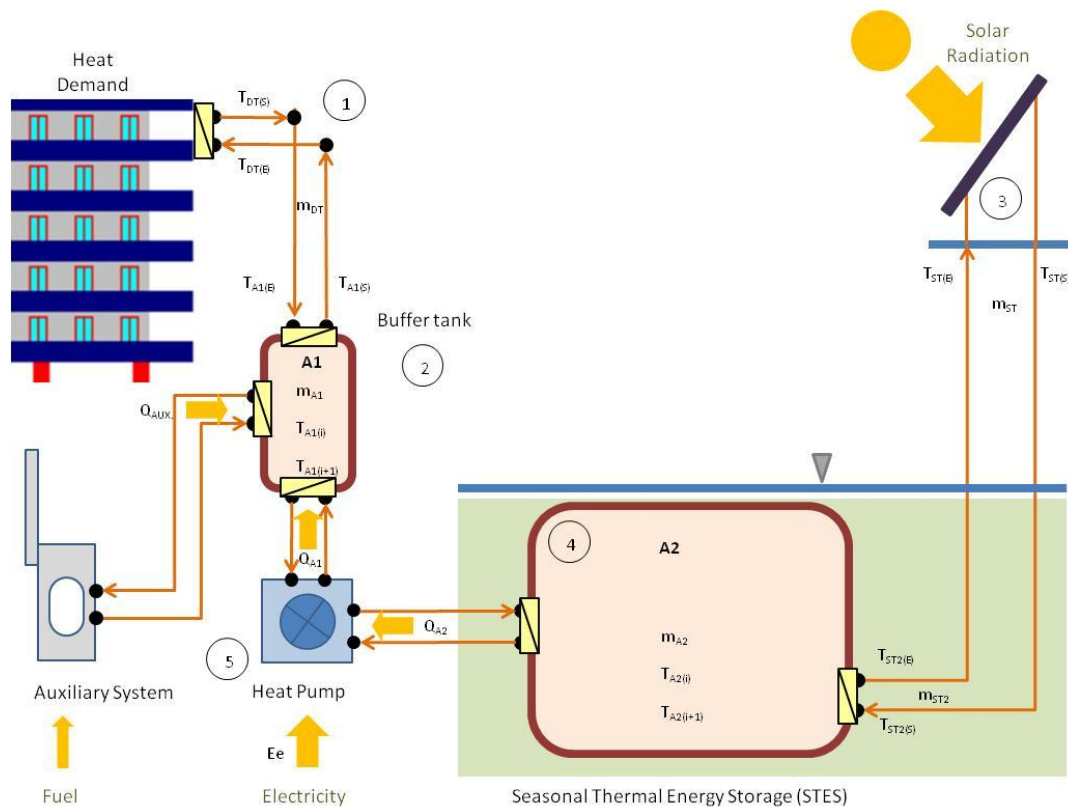 Heat
Demand
T_DT(S)
1
T_DT(E)
m_DT
T_A1(E)
T_A1(S)
Buffer tank
2
A1
m_A1
T_A1(i)
T_A1(i+1)
Q_AUX.
Q_A1
Q_A2
5
Auxiliary System
Heat Pump
Ee
Fuel
Electricity
Solar
Radiation
3
T_ST(E)
T_ST(S)
m_ST
4
A2
m_A2
T_A2(i)
T_A2(i+1)
T_ST2(E)
m_ST2
T_ST2(S)
Seasonal Thermal Energy Storage (STES)